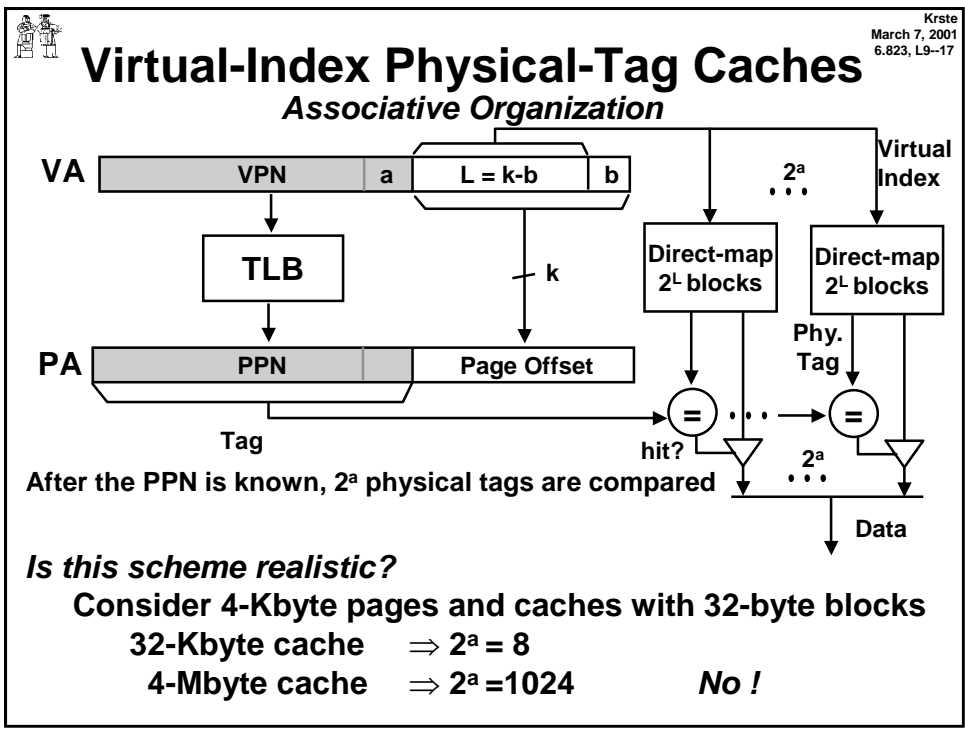 Krste
March 7, 2001
6.823, L9--17
Virtual-Index Physical-Tag Caches
Associative Organization
VA
VPN
a
L = k-b
b
Virtual
Index
2ᵃ
TLB
k
Direct-map
2ᴸ blocks
Direct-map
2ᴸ blocks
PA
PPN
Page Offset
Phy.
Tag
=
=
Tag
hit?
2ᵃ
After the PPN is known, 2ᵃ physical tags are compared
Data
Is this scheme realistic?
Consider 4-Kbyte pages and caches with 32-byte blocks
32-Kbyte cache ⇒ 2ᵃ = 8
4-Mbyte cache ⇒ 2ᵃ =1024 No !